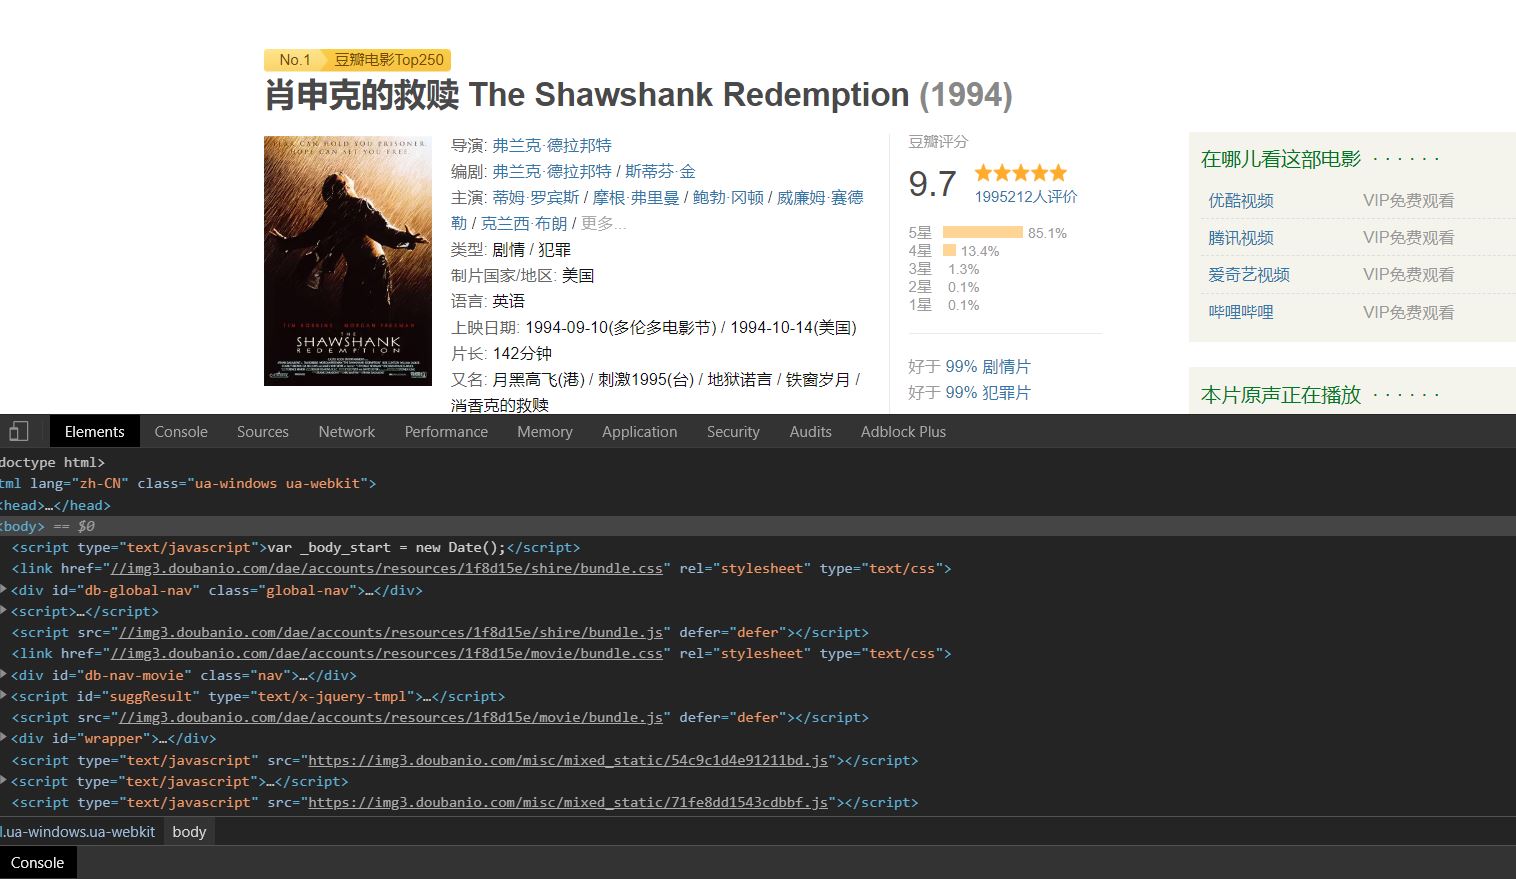 No.1 豆瓣电影Top250
肖申克的救赎 The Shawshank Redemption (1994)
FEAR CAN HOLD YOU PRISONER.
HOPE CAN SET YOU FREE.
TIM ROBBINS MORGAN FREEMAN
THE
SHAWSHANK
REDEMPTION
导演: 弗兰克·德拉邦特
编剧: 弗兰克·德拉邦特 / 斯蒂芬·金
主演: 蒂姆·罗宾斯 / 摩根·弗里曼 / 鲍勃·冈顿 / 威廉姆·赛德
勒 / 克兰西·布朗 / 更多...
类型: 剧情 / 犯罪
制片国家/地区: 美国
语言: 英语
上映日期: 1994-09-10(多伦多电影节) / 1994-10-14(美国)
片长: 142分钟
又名: 月黑高飞(港) / 刺激1995(台) / 地狱诺言 / 铁窗岁月 /
消香克的救赎
豆瓣评分
9.7
1995212人评价
5星 85.1%
4星 13.4%
3星 1.3%
2星 0.1%
1星 0.1%
好于 99% 剧情片
好于 99% 犯罪片
在哪儿看这部电影 · · · · · ·
优酷视频 VIP免费观看
腾讯视频 VIP免费观看
爱奇艺视频 VIP免费观看
哔哩哔哩 VIP免费观看
本片原声正在播放 · · · · · ·
Elements Console Sources Network Performance Memory Application Security Audits Adblock Plus
doctype html>
tml lang="zh-CN" class="ua-windows ua-webkit">
<head>…</head>
<body> == $0
<script type="text/javascript">var _body_start = new Date();</script>
<link href="//img3.doubanio.com/dae/accounts/resources/1f8d15e/shire/bundle.css" rel="stylesheet" type="text/css">
<div id="db-global-nav" class="global-nav">…</div>
<script>…</script>
<script src="//img3.doubanio.com/dae/accounts/resources/1f8d15e/shire/bundle.js" defer="defer"></script>
<link href="//img3.doubanio.com/dae/accounts/resources/1f8d15e/movie/bundle.css" rel="stylesheet" type="text/css">
<div id="db-nav-movie" class="nav">…</div>
<script id="suggResult" type="text/x-jquery-tmpl">…</script>
<script src="//img3.doubanio.com/dae/accounts/resources/1f8d15e/movie/bundle.js" defer="defer"></script>
<div id="wrapper">…</div>
<script type="text/javascript" src="https://img3.doubanio.com/misc/mixed_static/54c9c1d4e91211bd.js"></script>
<script type="text/javascript">…</script>
<script type="text/javascript" src="https://img3.doubanio.com/misc/mixed_static/71fe8dd1543cdbbf.js"></script>
l.ua-windows.ua-webkit body
Console